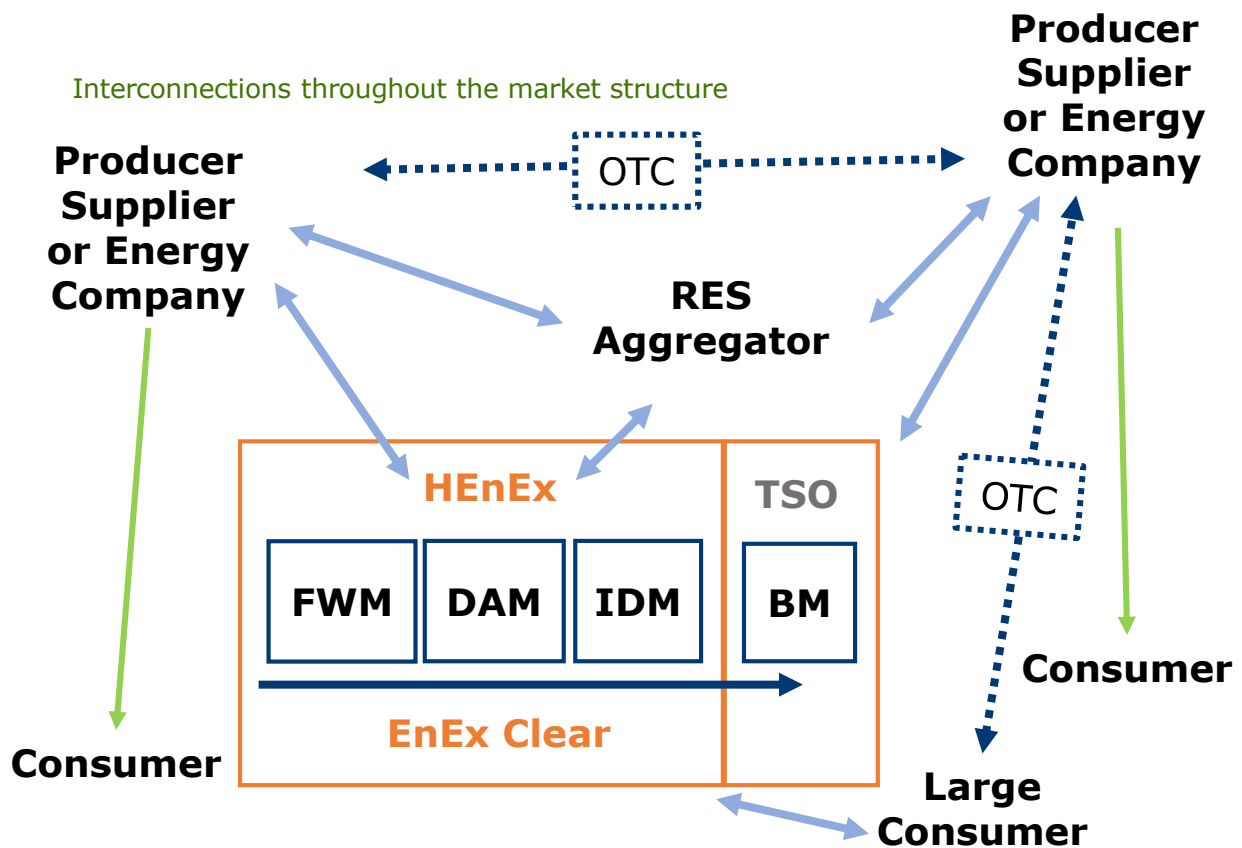 Interconnections throughout the market structure
Producer
Supplier
or Energy
Company
OTC
Producer
Supplier
or Energy
Company
RES
Aggregator
HEnEx
TSO
FWM
DAM
IDM
BM
EnEx Clear
OTC
Consumer
Consumer
Large
Consumer